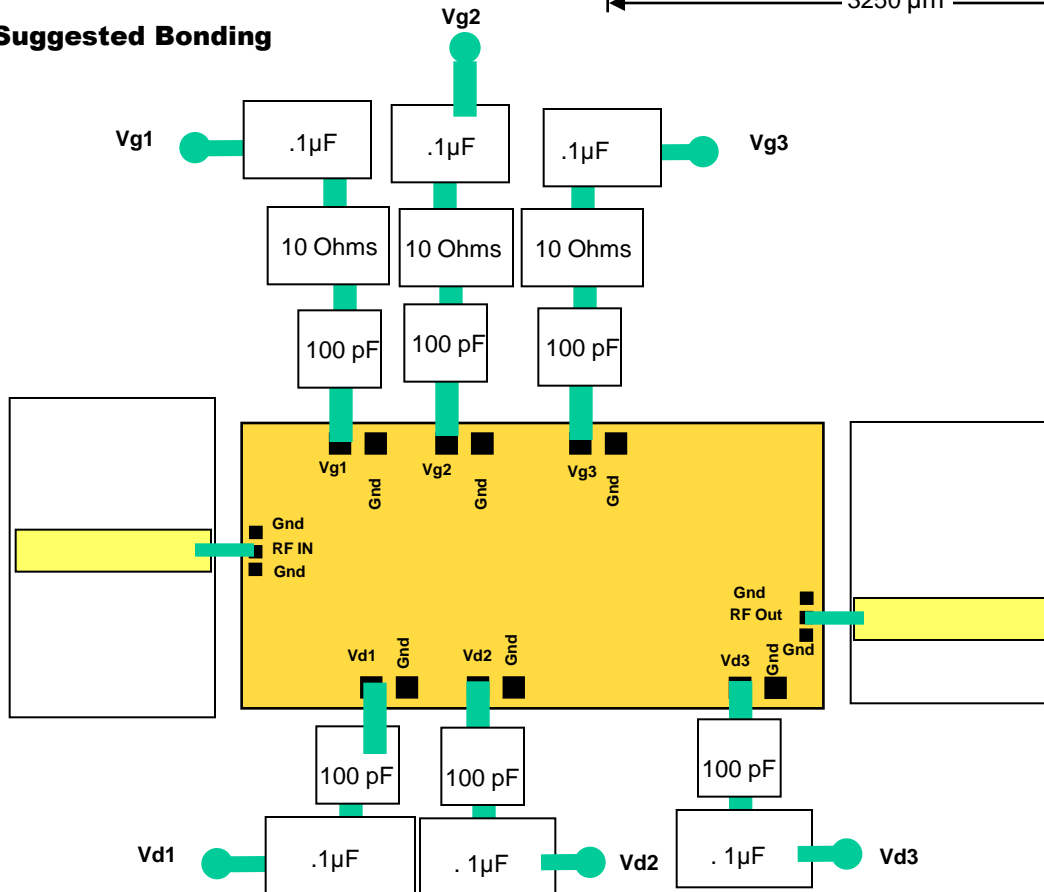 3250 µm
Suggested Bonding
Vg2
Vg1
.1µF
.1µF
.1µF
Vg3
10 Ohms
10 Ohms
10 Ohms
100 pF
100 pF
100 pF
Vg1
Gnd
Vg2
Gnd
Vg3
Gnd
Gnd
RF IN
Gnd
Gnd
RF Out
Gnd
Vd1
Gnd
Vd2
Gnd
Vd3
Gnd
100 pF
100 pF
100 pF
Vd1
.1µF
. 1µF
Vd2
. 1µF
Vd3